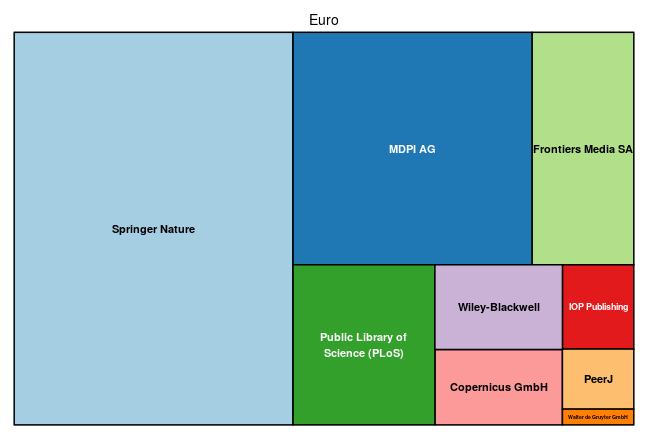 Euro
Springer Nature
MDPI AG
Frontiers Media SA
Public Library of
Science (PLoS)
Wiley-Blackwell
IOP Publishing
Copernicus GmbH
PeerJ
Walter de Gruyter GmbH